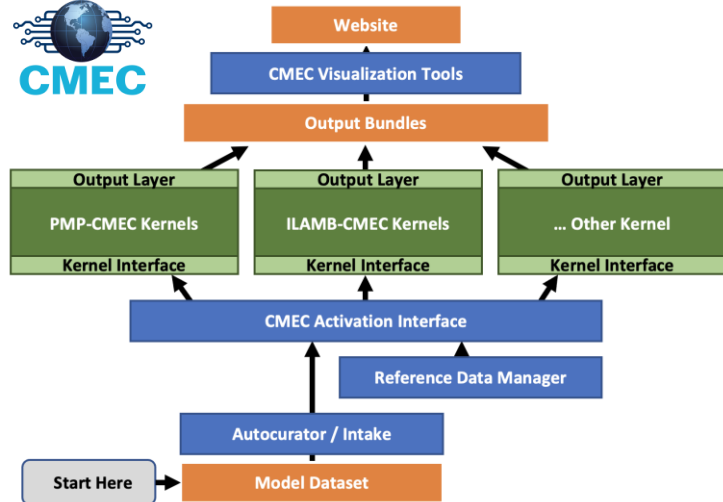 CMEC
Website
CMEC Visualization Tools
Output Bundles
Output Layer
PMP-CMEC Kernels
Kernel Interface
Output Layer
ILAMB-CMEC Kernels
Kernel Interface
Output Layer
... Other Kernel
Kernel Interface
CMEC Activation Interface
Reference Data Manager
Autocurator / Intake
Start Here
Model Dataset